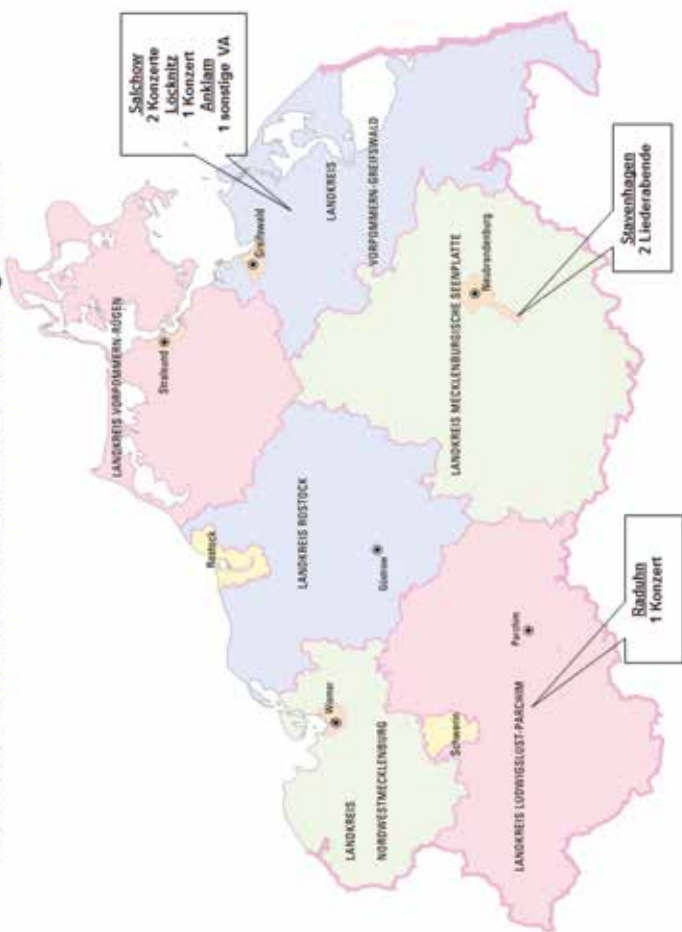 Salchow
2 Konzerte
Löcknitz
1 Konzert
Anklam
1 sonstige VA
LANDKREIS VORPOMMERN-RÜGEN
Stralsund
Greifswald
LANDKREIS
VORPOMMERN-GREIFSWALD
Rostock
LANDKREIS ROSTOCK
Güstrow
Wismar
LANDKREIS
NORDWESTMECKLENBURG
Schwerin
LANDKREIS LUDWIGSLUST-PARCHIM
Parchim
LANDKREIS MECKLENBURGISCHE SEENPLATTE
Neubrandenburg
Stavenhagen
2 Liederabende
Raduhn
1 Konzert